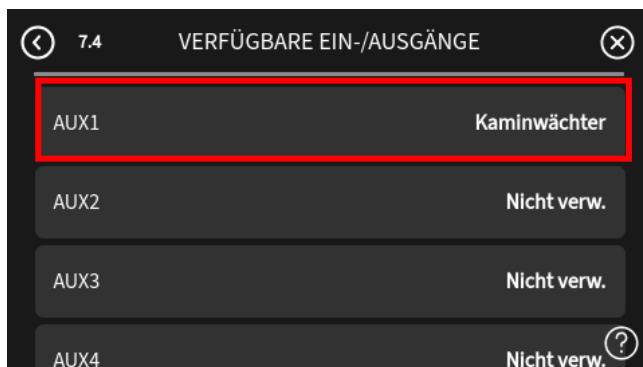 7.4 VERFÜGBARE EIN-/AUSGÄNGE
AUX1 Kaminwächter
AUX2 Nicht verw.
AUX3 Nicht verw.
AUX4 Nicht verw.
?